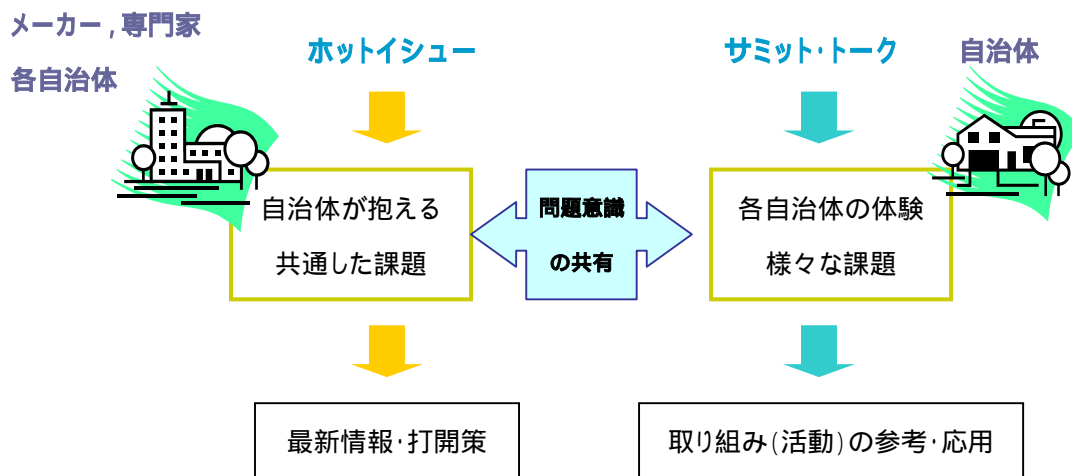 メーカー,専門家
各自治体
ホットイシュー
サミット・トーク
自治体
自治体が抱える
共通した課題
問題意識
の共有
各自治体の体験
様々な課題
最新情報・打開策
取り組み(活動)の参考・応用